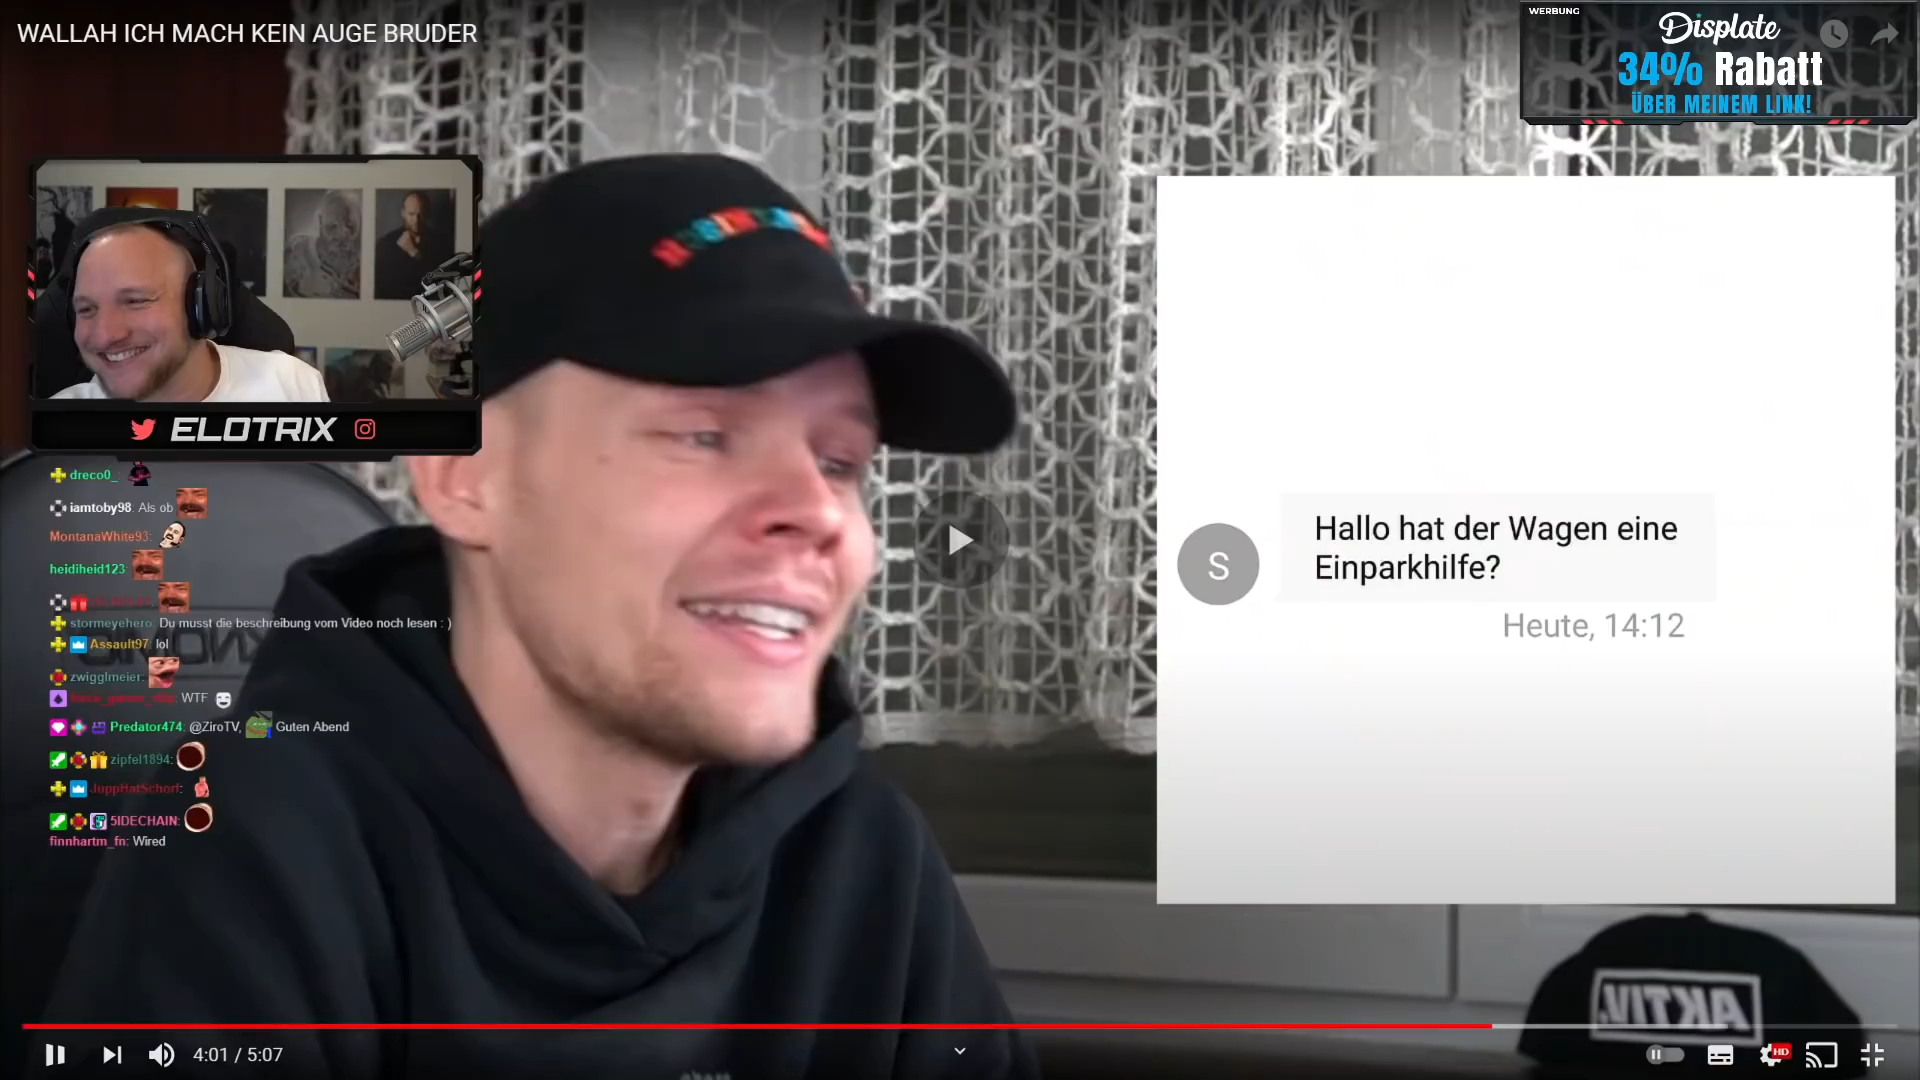 WALLAH ICH MACH KEIN AUGE BRUDER
WERBUNG
Displate
34% Rabatt
ÜBER MEINEM LINK!
ELOTRIX
dreco0_:
iamtoby98: Als ob
MontanaWhite93:
heidiheid123:
stormeyehero: Du musst die beschreibung vom Video noch lesen : )
Assault97: lol
zwigglmeier:
WTF
Predator474: @ZiroTV, Guten Abend
zipfel1894:
JuppHatSchorf:
5IDECHAIN:
finnhartm_fn: Wired
S
Hallo hat der Wagen eine
Einparkhilfe?
Heute, 14:12
AKTIV.
4:01 / 5:07
HD